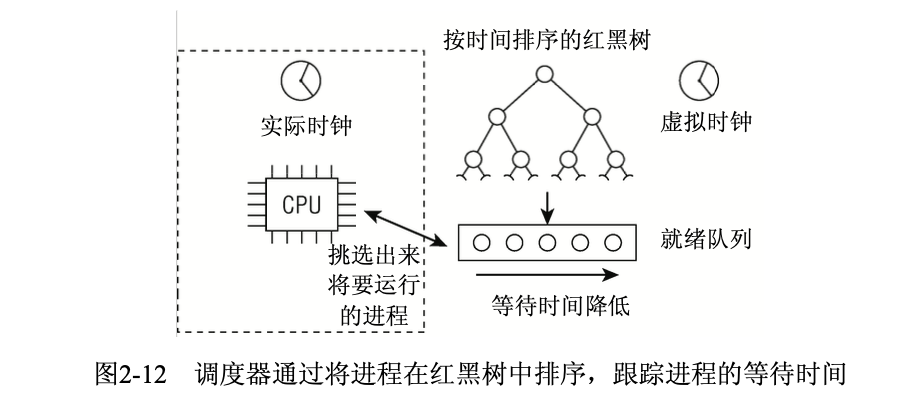 按时间排序的红黑树
实际时钟
虚拟时钟
CPU
就绪队列
挑选出来
将要运行
的进程
等待时间降低
图2-12 调度器通过将进程在红黑树中排序，跟踪进程的等待时间